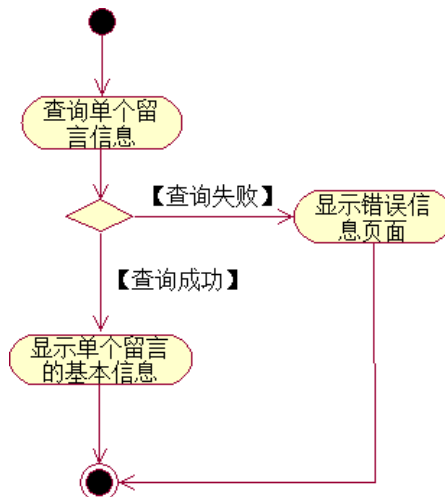 查询单个留
言信息
【查询失败】
显示错误信
息页面
【查询成功】
显示单个留言
的基本信息